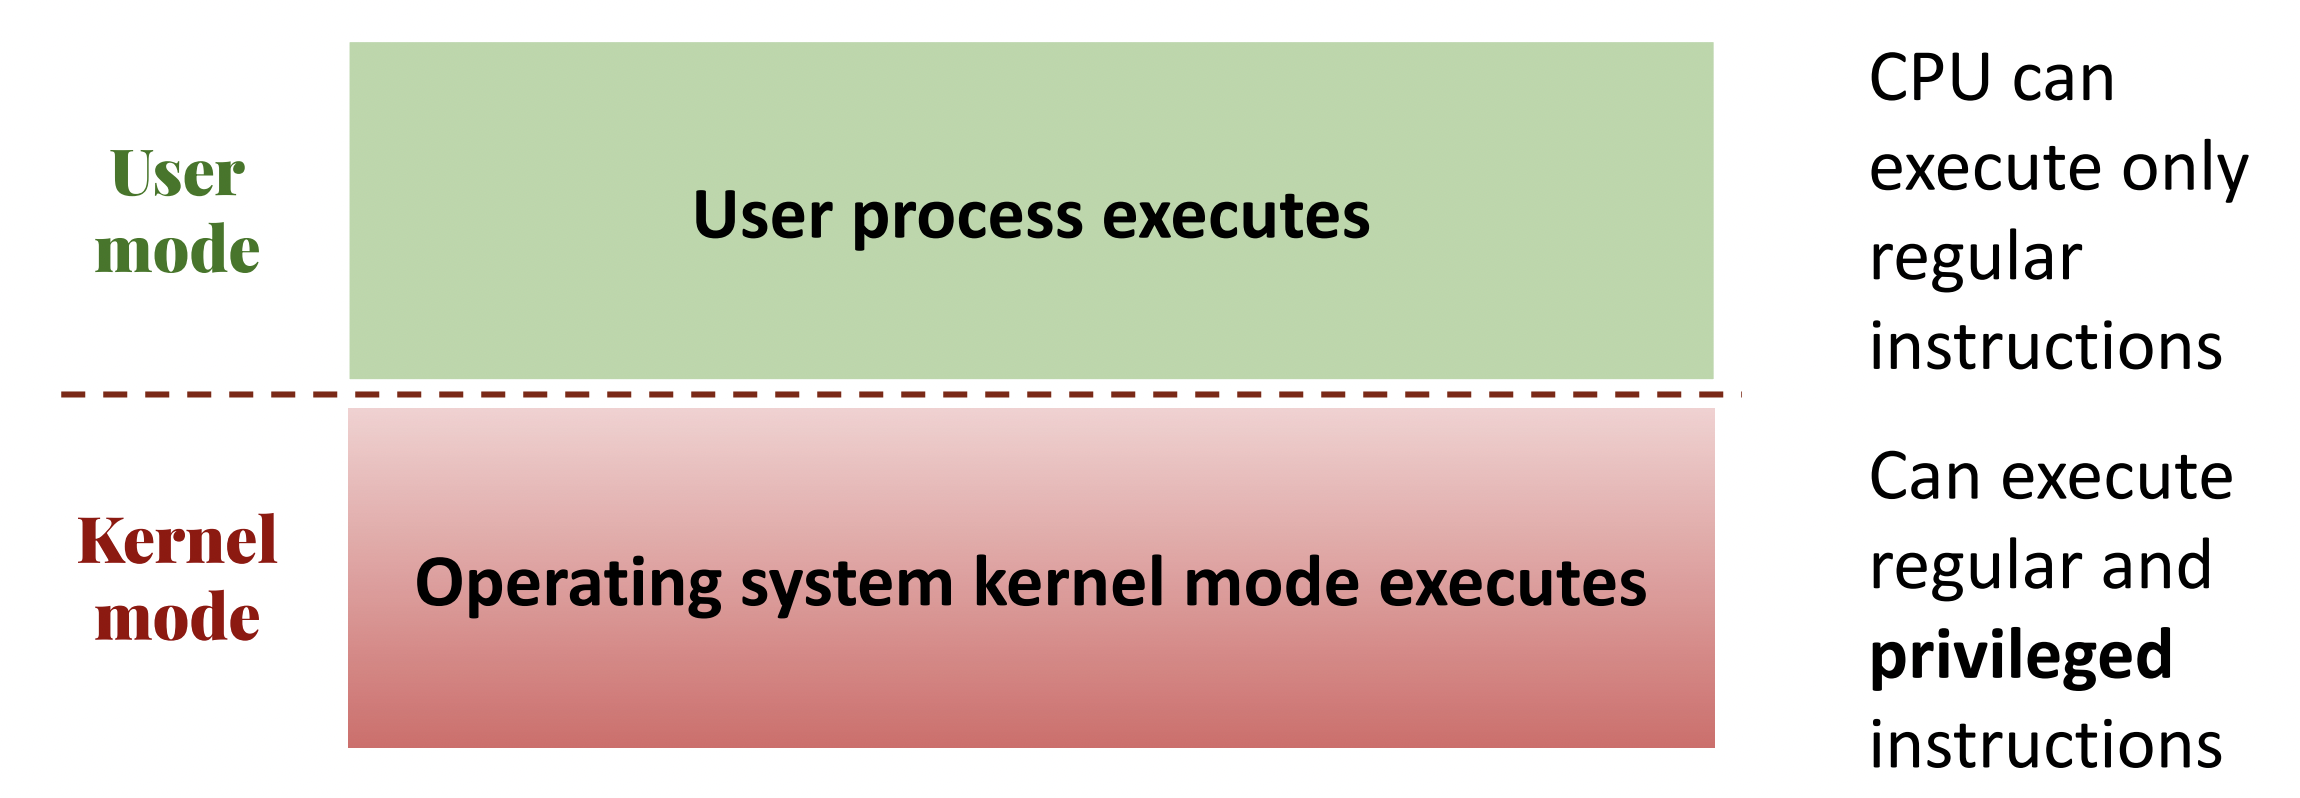 User
mode
User process executes
CPU can
execute only
regular
instructions
Kernel
mode
Operating system kernel mode executes
Can execute
regular and
privileged
instructions